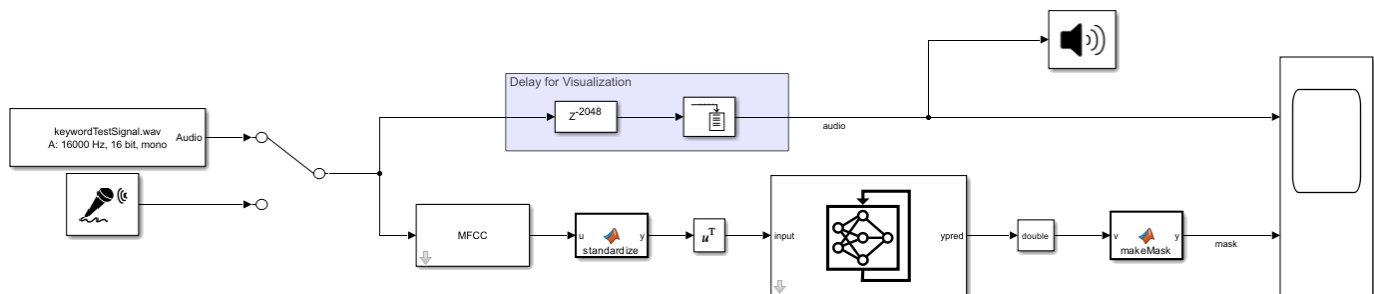 Delay for Visualization
keywordTestSignal.wav
A: 16000 Hz, 16 bit, mono
Audio
Z-2048
audio
MFCC
u
y
standardize
uT
input
ypred
double
v
y
makeMask
mask